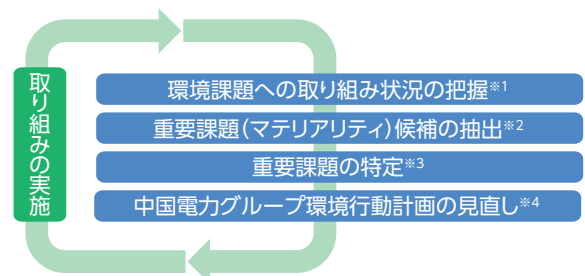 取り組みの実施
環境課題への取り組み状況の把握※1
重要課題(マテリアリティ)候補の抽出※2
重要課題の特定※3
中国電力グループ環境行動計画の見直し※4